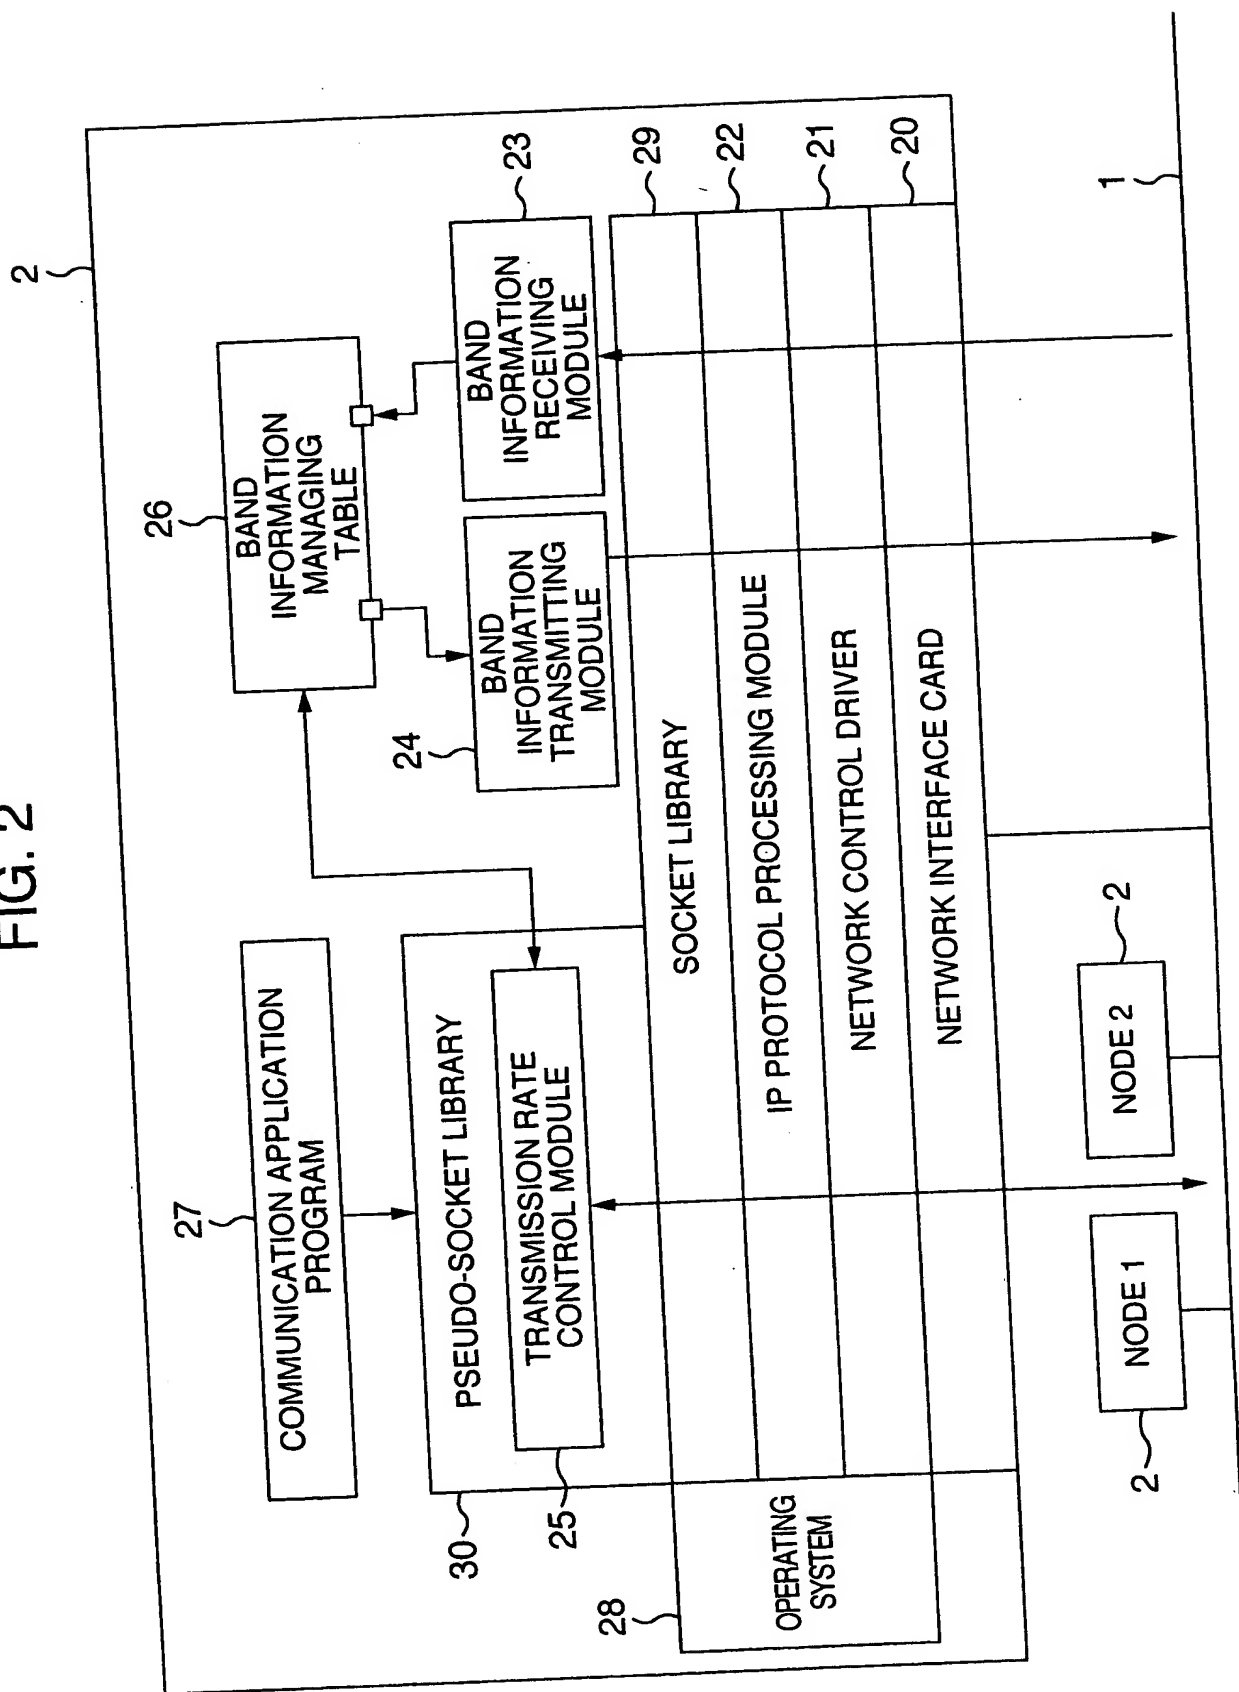 FIG. 2
2
27
COMMUNICATION APPLICATION
PROGRAM
26
BAND
INFORMATION
MANAGING
TABLE
30
PSEUDO-SOCKET LIBRARY
25
TRANSMISSION RATE
CONTROL MODULE
24
BAND
INFORMATION
TRANSMITTING
MODULE
BAND
INFORMATION
RECEIVING
MODULE
23
28
OPERATING
SYSTEM
SOCKET LIBRARY
29
IP PROTOCOL PROCESSING MODULE
22
NETWORK CONTROL DRIVER
21
NETWORK INTERFACE CARD
20
2
NODE 1
NODE 2
2
1